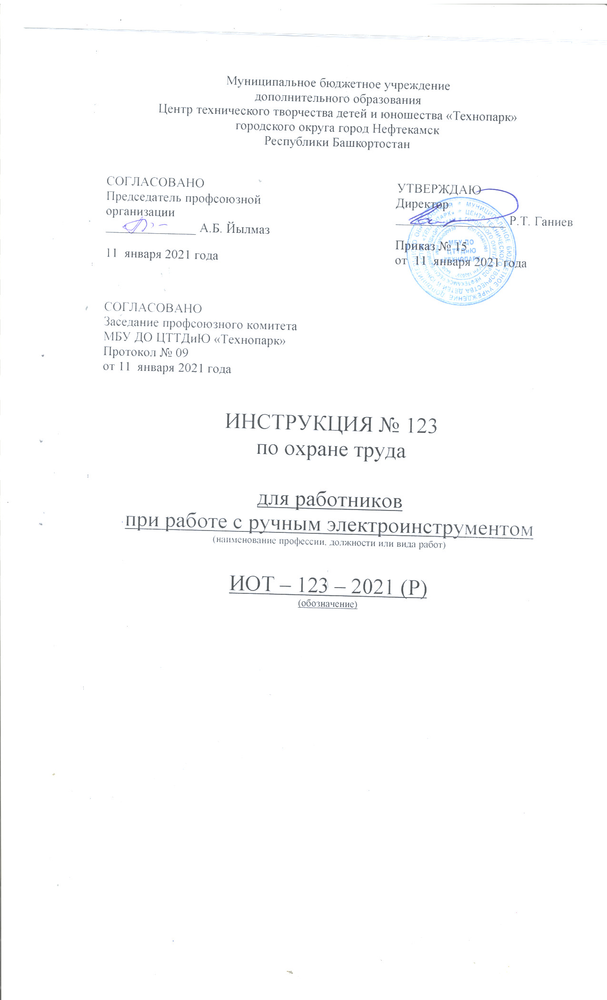 Муниципальное бюджетное учреждение
дополнительного образования
Центр технического творчества детей и юношества «Технопарк»
городского округа город Нефтекамск
Республики Башкортостан
СОГЛАСОВАНО
Председатель профсоюзной
организации
______________ А.Б. Йылмаз
11 января 2021 года
УТВЕРЖДАЮ
Директор
_________________ Р.Т. Ганиев
Приказ № 15
от 11 января 2021 года
МБУ ДО
ЦТТДиЮ
«ТЕХНОПАРК»
СОГЛАСОВАНО
Заседание профсоюзного комитета
МБУ ДО ЦТТДиЮ «Технопарк»
Протокол № 09
от 11 января 2021 года
ИНСТРУКЦИЯ № 123
по охране труда
для работников
при работе с ручным электроинструментом
(наименование профессии, должности или вида работ)
ИОТ – 123 – 2021 (Р)
(обозначение)